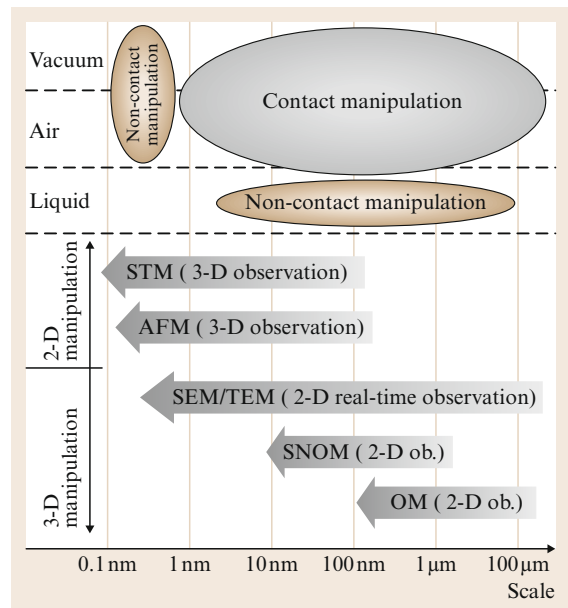 Vacuum
Non-contact
manipulation
Contact manipulation
Air
Liquid
Non-contact manipulation
2-D
manipulation
STM ( 3-D observation)
AFM ( 3-D observation)
3-D
manipulation
SEM/TEM ( 2-D real-time observation)
SNOM ( 2-D ob.)
OM ( 2-D ob.)
0.1 nm 1 nm 10 nm 100 nm 1 µm 100 µm
Scale